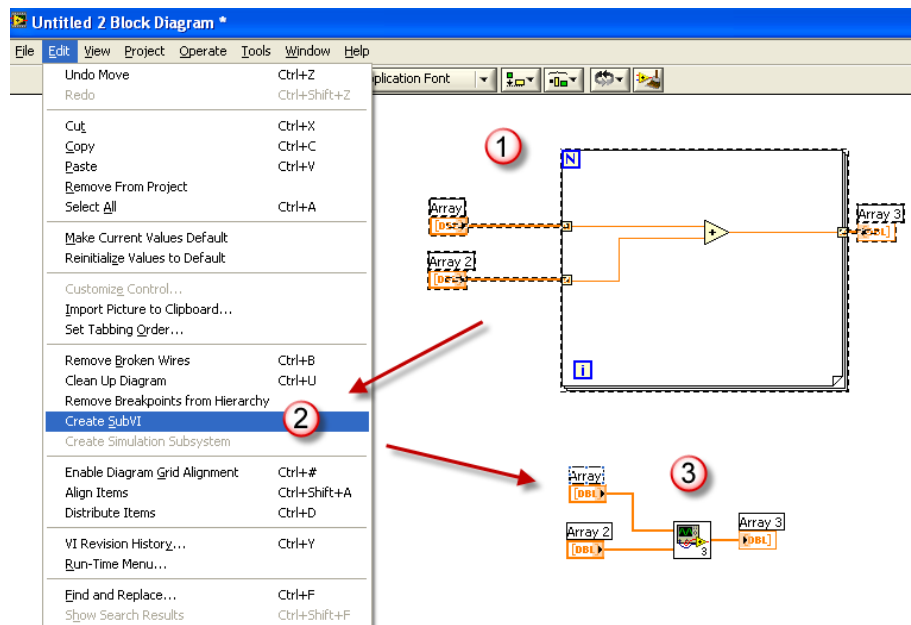 Untitled 2 Block Diagram *
File Edit View Project Operate Tools Window Help
plication Font
Undo Move Ctrl+Z
Redo Ctrl+Shift+Z
Cut Ctrl+X
Copy Ctrl+C
Paste Ctrl+V
Remove From Project
Select All Ctrl+A
Make Current Values Default
Reinitialize Values to Default
Customize Control...
Import Picture to Clipboard...
Set Tabbing Order...
Remove Broken Wires Ctrl+B
Clean Up Diagram Ctrl+U
Remove Breakpoints from Hierarchy
Create SubVI
Create Simulation Subsystem
Enable Diagram Grid Alignment Ctrl+#
Align Items Ctrl+Shift+A
Distribute Items Ctrl+D
VI Revision History... Ctrl+Y
Run-Time Menu...
Find and Replace... Ctrl+F
Show Search Results Ctrl+Shift+F
1
N
Array
Array 2
Array 3
DBL]
i
2
3
Array
[DBL]
Array 2
[DBL]
3
Array 3
DBL]